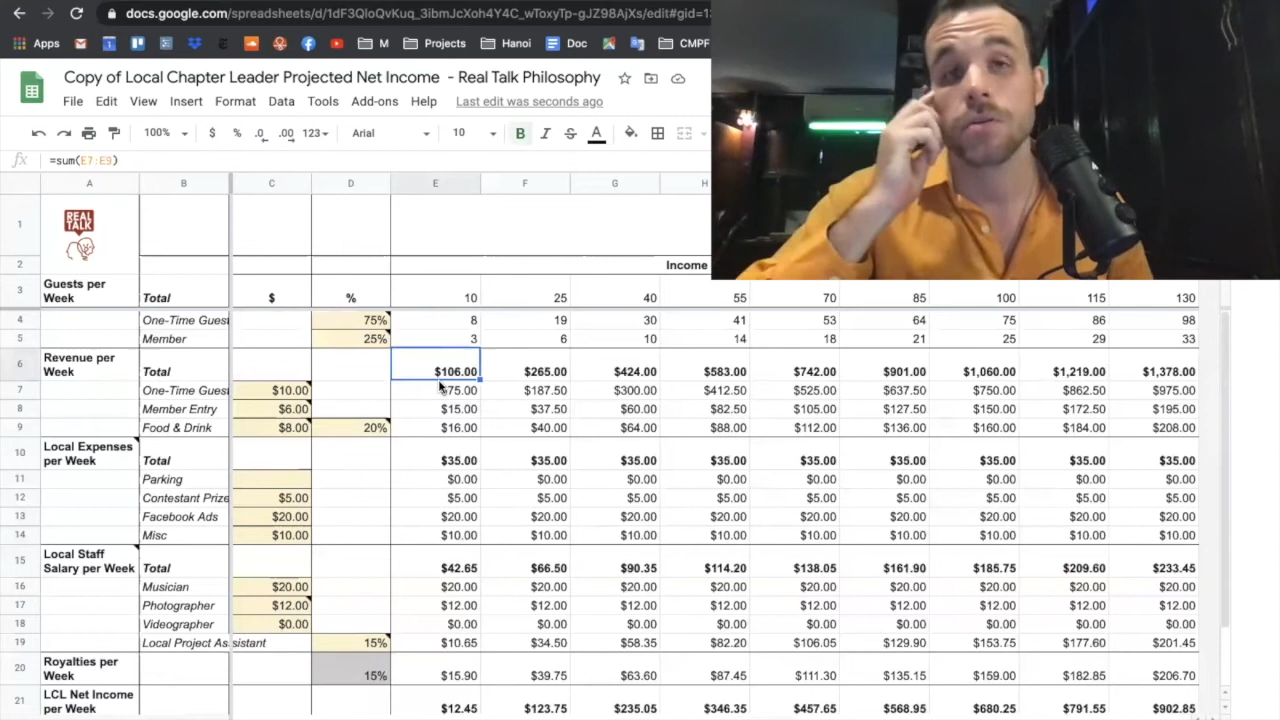 docs.google.com/spreadsheets/d/1dF3QloQvKuq_3ibmJcXoh4Y4C_wToxyTp-gJZ98AjXs/edit#gid=1
Apps M Projects Hanoi Doc CMPF
Copy of Local Chapter Leader Projected Net Income - Real Talk Philosophy
File Edit View Insert Format Data Tools Add-ons Help Last edit was seconds ago
100% $ % .0 .00 123 Arial 10 B I S A
fx =sum(E7:E9)
A B C D E F G H
1 REAL TALK
2 Income
3 Guests per Week Total $ % 10 25 40 55 70 85 100 115 130
4 One-Time Guest 75% 8 19 30 41 53 64 75 86 98
5 Member 25% 3 6 10 14 18 21 25 29 33
6 Revenue per Week Total $106.00 $265.00 $424.00 $583.00 $742.00 $901.00 $1,060.00 $1,219.00 $1,378.00
7 One-Time Guest $10.00 $75.00 $187.50 $300.00 $412.50 $525.00 $637.50 $750.00 $862.50 $975.00
8 Member Entry $6.00 $15.00 $37.50 $60.00 $82.50 $105.00 $127.50 $150.00 $172.50 $195.00
9 Food & Drink $8.00 20% $16.00 $40.00 $64.00 $88.00 $112.00 $136.00 $160.00 $184.00 $208.00
10 Local Expenses per Week Total $35.00 $35.00 $35.00 $35.00 $35.00 $35.00 $35.00 $35.00 $35.00
11 Parking $0.00 $0.00 $0.00 $0.00 $0.00 $0.00 $0.00 $0.00 $0.00
12 Contestant Prize $5.00 $5.00 $5.00 $5.00 $5.00 $5.00 $5.00 $5.00 $5.00 $5.00
13 Facebook Ads $20.00 $20.00 $20.00 $20.00 $20.00 $20.00 $20.00 $20.00 $20.00 $20.00
14 Misc $10.00 $10.00 $10.00 $10.00 $10.00 $10.00 $10.00 $10.00 $10.00 $10.00
15 Local Staff Salary per Week Total $42.65 $66.50 $90.35 $114.20 $138.05 $161.90 $185.75 $209.60 $233.45
16 Musician $20.00 $20.00 $20.00 $20.00 $20.00 $20.00 $20.00 $20.00 $20.00 $20.00
17 Photographer $12.00 $12.00 $12.00 $12.00 $12.00 $12.00 $12.00 $12.00 $12.00 $12.00
18 Videographer $0.00 $0.00 $0.00 $0.00 $0.00 $0.00 $0.00 $0.00 $0.00 $0.00
19 Local Project Assistant 15% $10.65 $34.50 $58.35 $82.20 $106.05 $129.90 $153.75 $177.60 $201.45
20 Royalties per Week 15% $15.90 $39.75 $63.60 $87.45 $111.30 $135.15 $159.00 $182.85 $206.70
21 LCL Net Income per Week $12.45 $123.75 $235.05 $346.35 $457.65 $568.95 $680.25 $791.55 $902.85